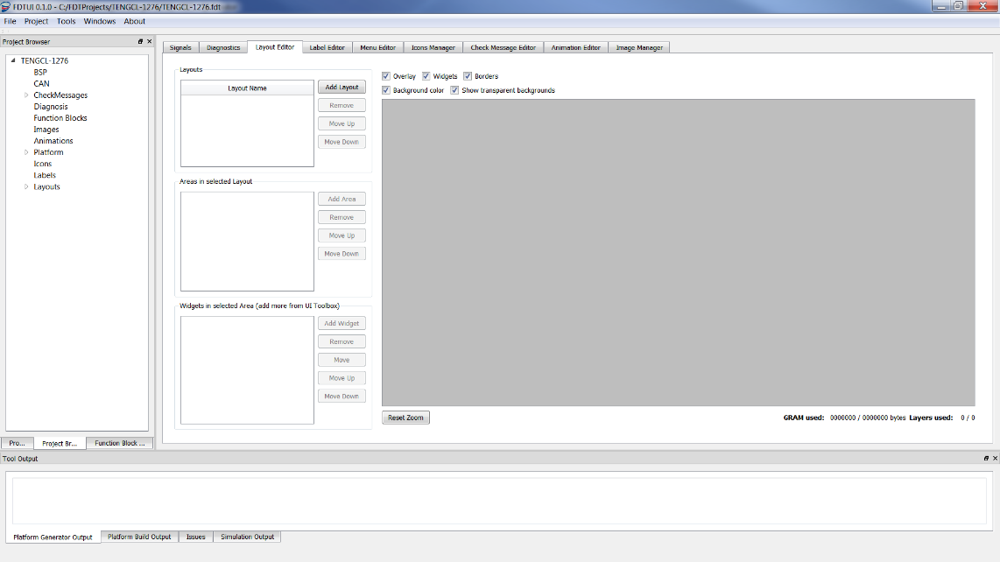 FDTUI 0.1.0 - C:/FDTProjects/TENGCL-1276/TENGCL-1276.fdt
File Project Tools Windows About
Project Browser
TENGCL-1276
BSP
CAN
CheckMessages
Diagnosis
Function Blocks
Images
Animations
Platform
Icons
Labels
Layouts
Pro... Project Br... Function Block ...
Signals Diagnostics Layout Editor Label Editor Menu Editor Icons Manager Check Message Editor Animation Editor Image Manager
Layouts
Layout Name
Add Layout
Remove
Move Up
Move Down
Areas in selected Layout
Add Area
Remove
Move Up
Move Down
Widgets in selected Area (add more from UI Toolbox)
Add Widget
Remove
Move
Move Up
Move Down
Overlay Widgets Borders
Background color Show transparent backgrounds
Reset Zoom
GRAM used: 0000000 / 0000000 bytes Layers used: 0 / 0
Tool Output
Platform Generator Output Platform Build Output Issues Simulation Output